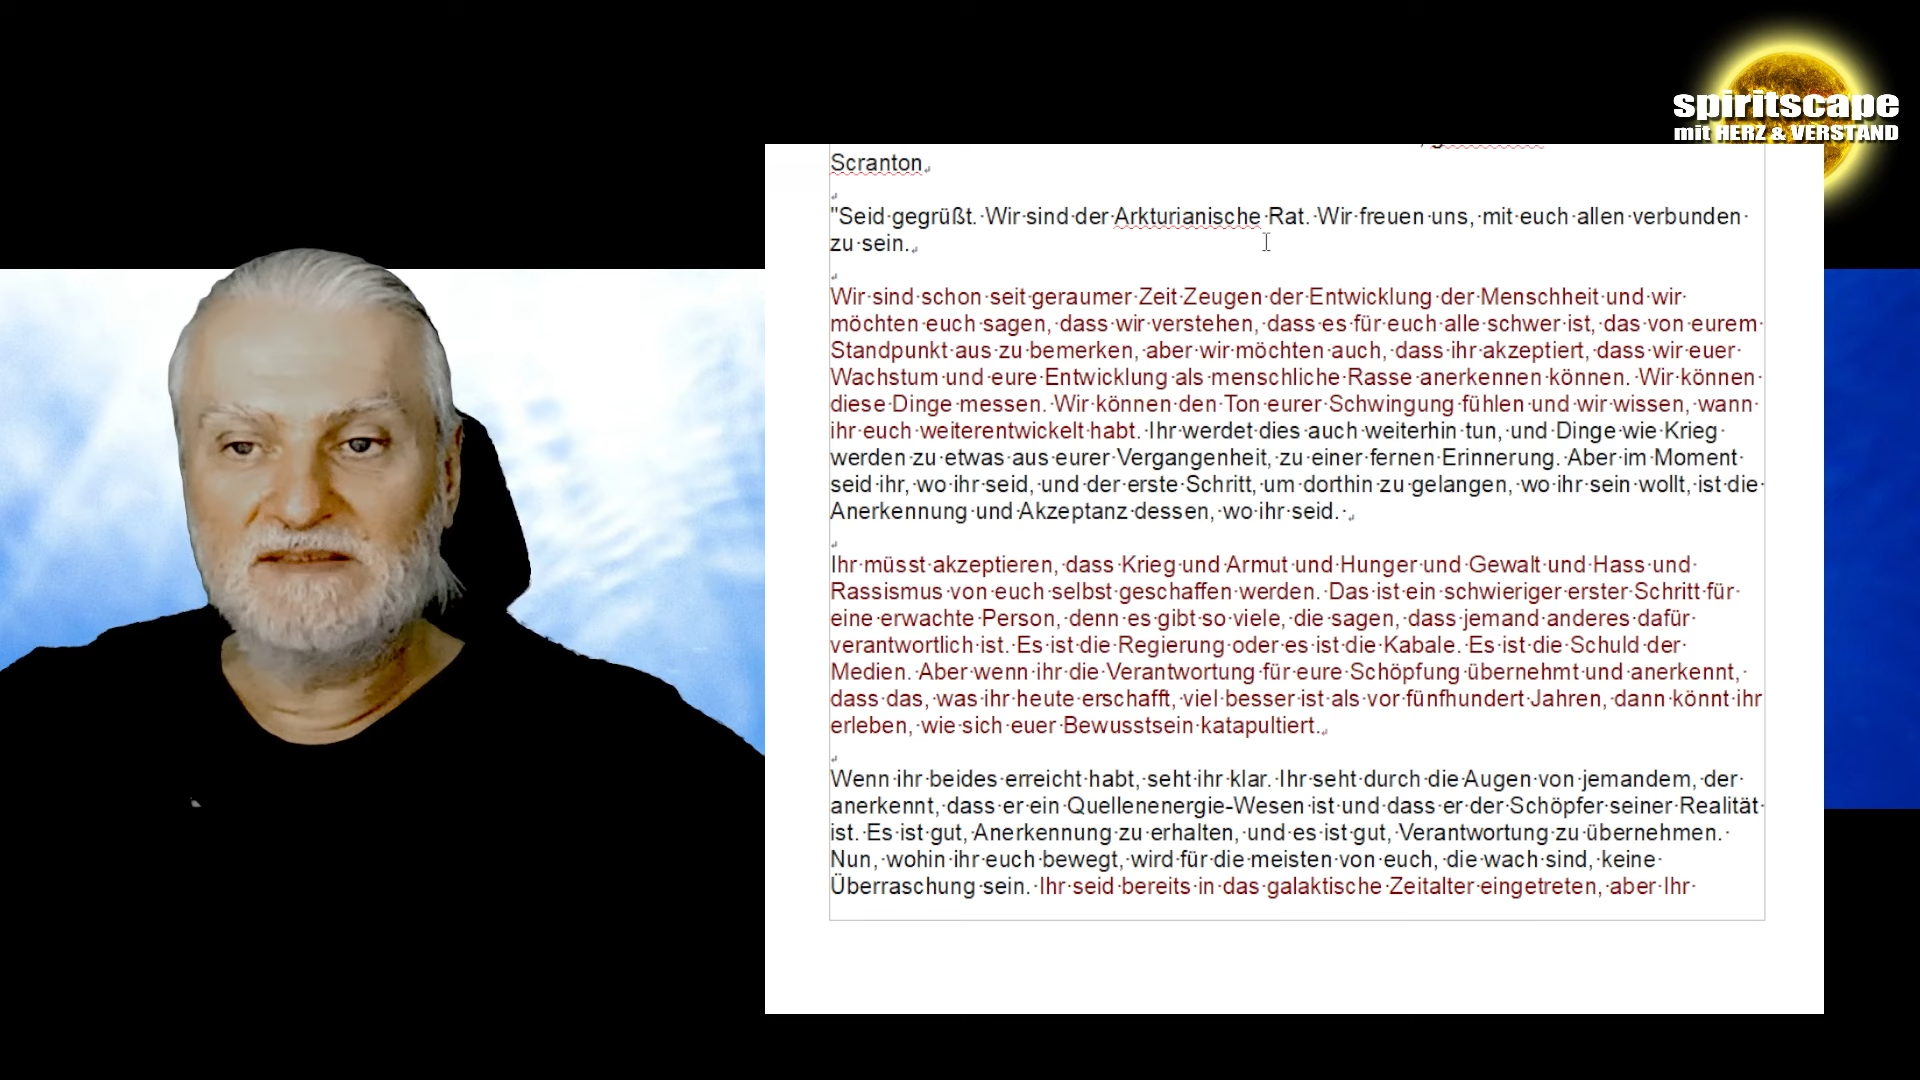 spiritscape
mit HERZ & VERSTAND
Scranton
"Seid gegrüßt. Wir sind der Arkturianische Rat. Wir freuen uns, mit euch allen verbunden
zu sein.
Wir sind schon seit geraumer Zeit Zeugen der Entwicklung der Menschheit und wir
möchten euch sagen, dass wir verstehen, dass es für euch alle schwer ist, das von eurem
Standpunkt aus zu bemerken, aber wir möchten auch, dass ihr akzeptiert, dass wir euer
Wachstum und eure Entwicklung als menschliche Rasse anerkennen können. Wir können
diese Dinge messen. Wir können den Ton eurer Schwingung fühlen und wir wissen, wann
ihr euch weiterentwickelt habt. Ihr werdet dies auch weiterhin tun, und Dinge wie Krieg
werden zu etwas aus eurer Vergangenheit, zu einer fernen Erinnerung. Aber im Moment
seid ihr, wo ihr seid, und der erste Schritt, um dorthin zu gelangen, wo ihr sein wollt, ist die
Anerkennung und Akzeptanz dessen, wo ihr seid.
Ihr müsst akzeptieren, dass Krieg und Armut und Hunger und Gewalt und Hass und
Rassismus von euch selbst geschaffen werden. Das ist ein schwieriger erster Schritt für
eine erwachte Person, denn es gibt so viele, die sagen, dass jemand anderes dafür
verantwortlich ist. Es ist die Regierung oder es ist die Kabale. Es ist die Schuld der
Medien. Aber wenn ihr die Verantwortung für eure Schöpfung übernehmt und anerkennt,
dass das, was ihr heute erschafft, viel besser ist als vor fünfhundert Jahren, dann könnt ihr
erleben, wie sich euer Bewusstsein katapultiert.
Wenn ihr beides erreicht habt, seht ihr klar. Ihr seht durch die Augen von jemandem, der
anerkennt, dass er ein Quellenenergie-Wesen ist und dass er der Schöpfer seiner Realität
ist. Es ist gut, Anerkennung zu erhalten, und es ist gut, Verantwortung zu übernehmen.
Nun, wohin ihr euch bewegt, wird für die meisten von euch, die wach sind, keine
Überraschung sein. Ihr seid bereits in das galaktische Zeitalter eingetreten, aber Ihr